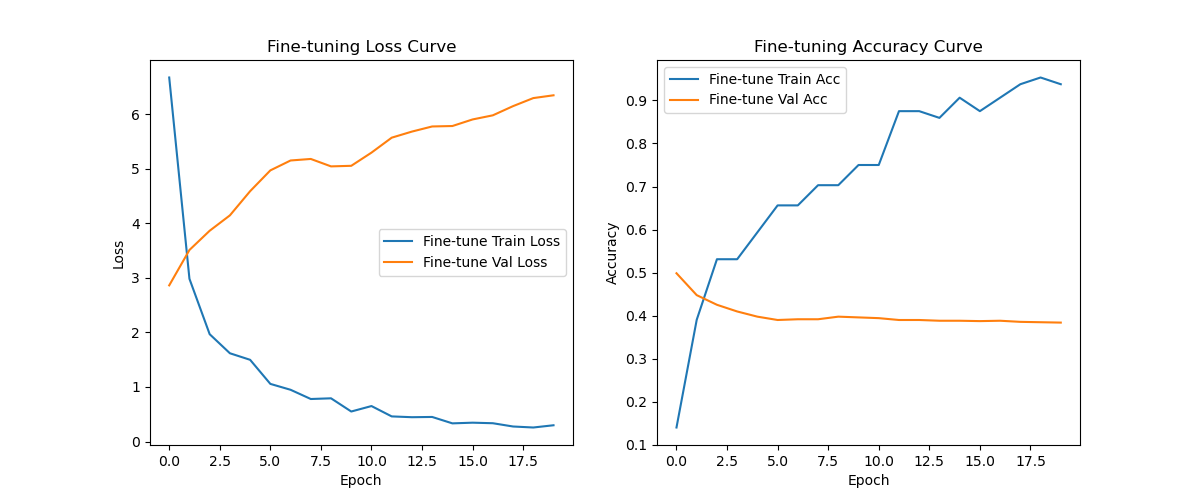 Fine-tuning Loss Curve
6
5
4
3
2
1
0
Loss
Fine-tune Train Loss
Fine-tune Val Loss
0.0 2.5 5.0 7.5 10.0 12.5 15.0 17.5
Epoch
Fine-tuning Accuracy Curve
Fine-tune Train Acc
Fine-tune Val Acc
0.9
0.8
0.7
0.6
0.5
0.4
0.3
0.2
0.1
Accuracy
0.0 2.5 5.0 7.5 10.0 12.5 15.0 17.5
Epoch